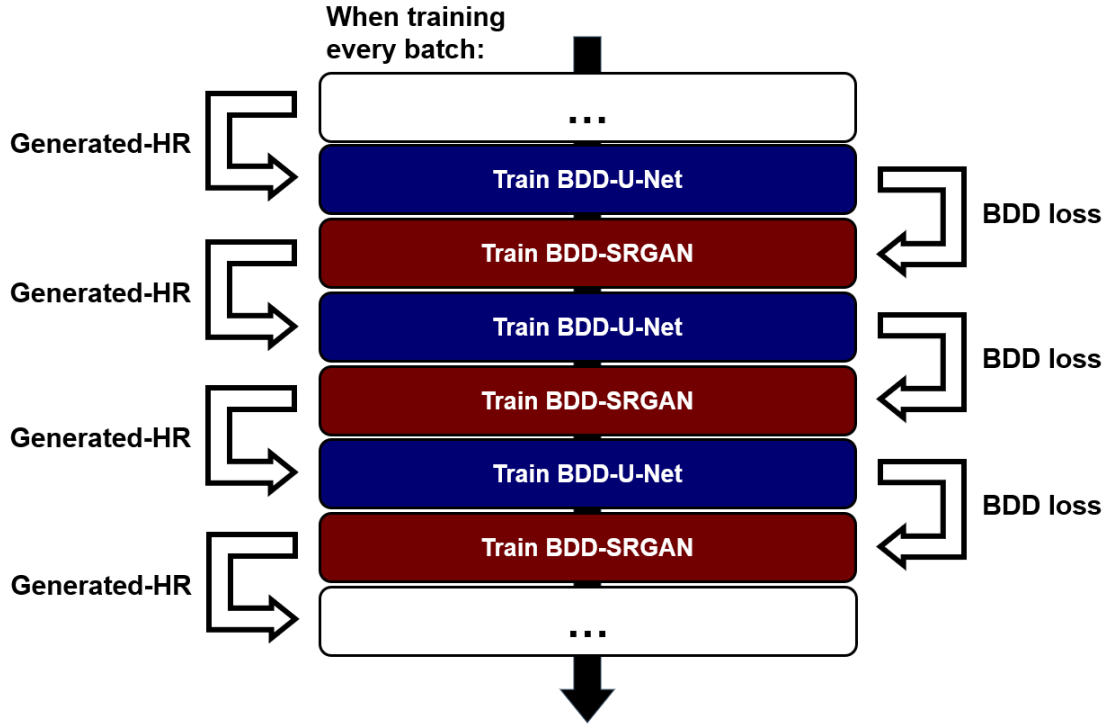 When training
every batch:
...
Generated-HR
Train BDD-U-Net
BDD loss
Train BDD-SRGAN
Generated-HR
Train BDD-U-Net
BDD loss
Train BDD-SRGAN
Generated-HR
Train BDD-U-Net
BDD loss
Train BDD-SRGAN
Generated-HR
...